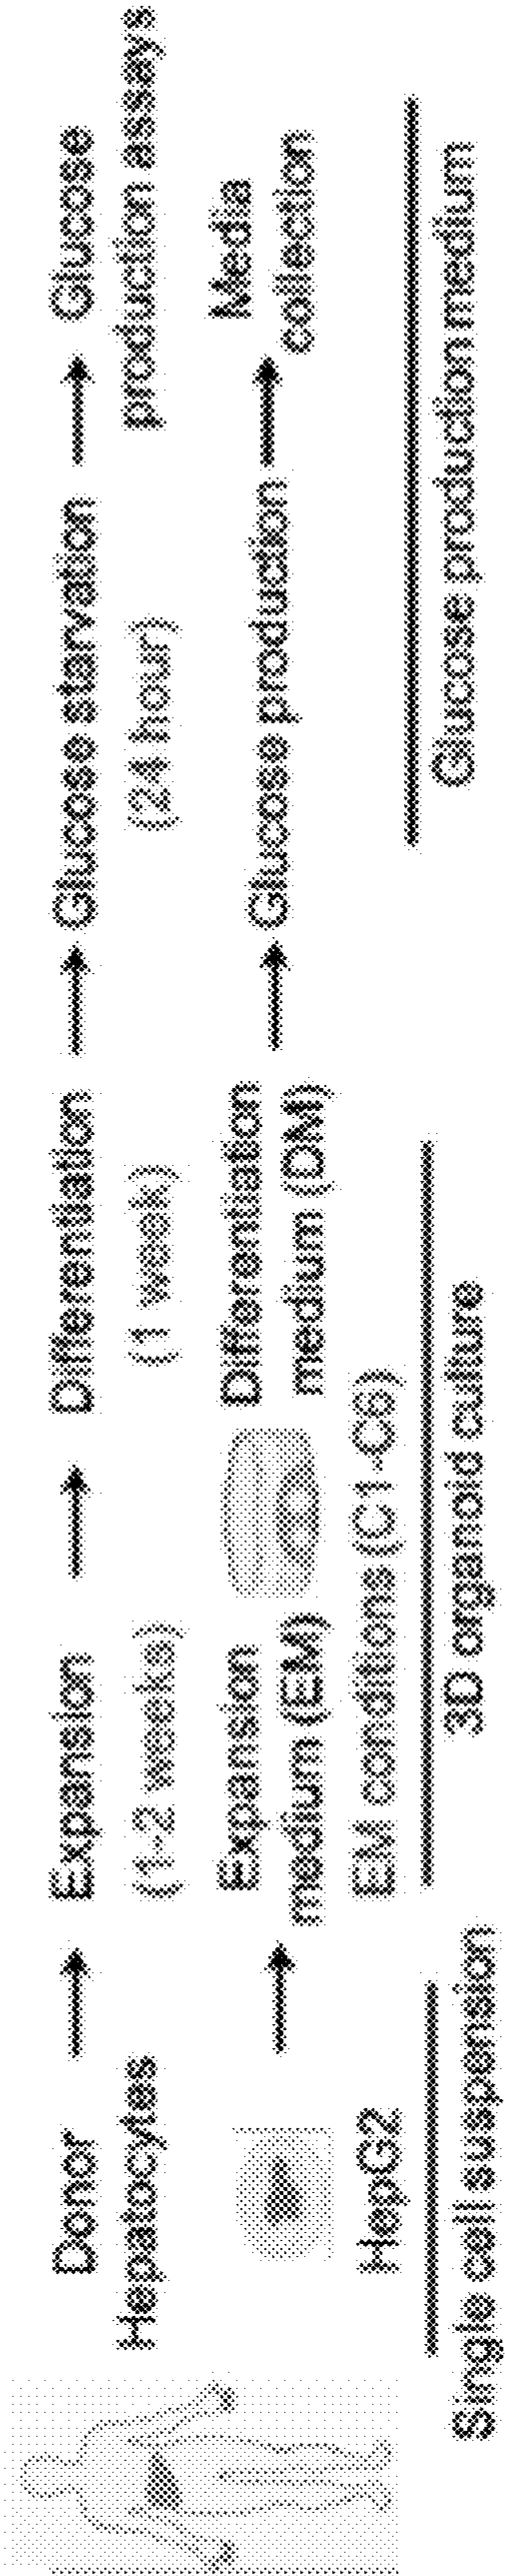 Donor
Hepatocytes
Expansion
(1-2 weeks)
Differentiation
(1 week)
Glucose starvation
(24 hour)
Glucose
production assays
HepG2
Expansion
medium (EM)
EM conditions (C1-C6)
Differentiation
medium (DM)
Glucose production
Media
collection
Single cell suspension
3D organoid culture
Glucose production medium